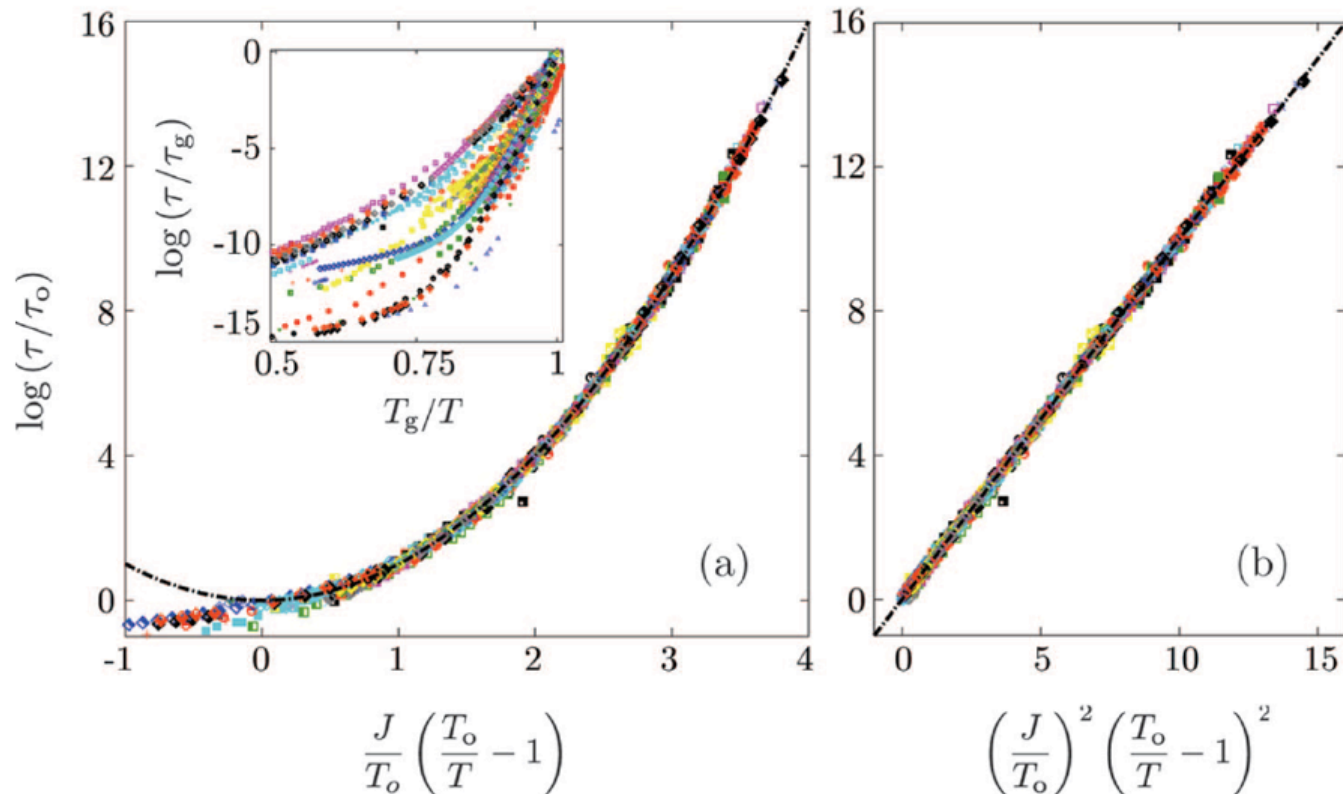 16
12
8
4
0
log (τ/τo)
-1 0 1 2 3 4
J/To (To/T − 1)
(a)
0
-5
-10
-15
log (τ/τg)
0.5 0.75 1
Tg/T
16
12
8
4
0
0 5 10 15
(J/To)² (To/T − 1)²
(b)